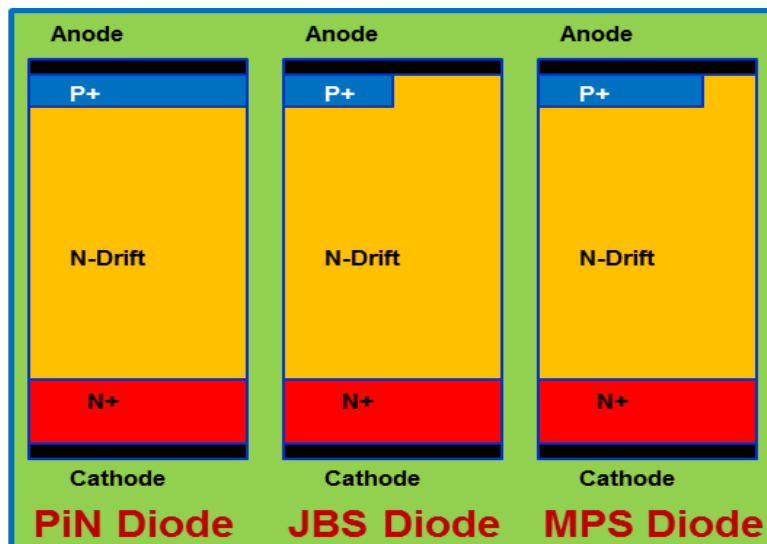 Anode Anode Anode
P+ P+ P+
N-Drift N-Drift N-Drift
N+ N+ N+
Cathode Cathode Cathode
PiN Diode JBS Diode MPS Diode